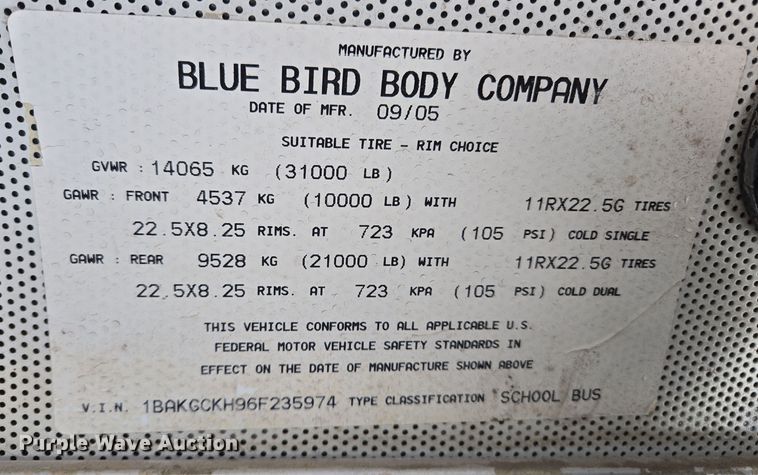 MANUFACTURED BY
BLUE BIRD BODY COMPANY
DATE OF MFR. 09/05
SUITABLE TIRE - RIM CHOICE
GVWR : 14065 KG (31000 LB)
GAWR : FRONT 4537 KG (10000 LB) WITH 11RX22.5G TIRES
22.5X8.25 RIMS. AT 723 KPA (105 PSI) COLD SINGLE
GAWR : REAR 9528 KG (21000 LB) WITH 11RX22.5G TIRES
22.5X8.25 RIMS. AT 723 KPA (105 PSI) COLD DUAL
THIS VEHICLE CONFORMS TO ALL APPLICABLE U.S.
FEDERAL MOTOR VEHICLE SAFETY STANDARDS IN
EFFECT ON THE DATE OF MANUFACTURE SHOWN ABOVE
V.I.N. 1BAKGCKH96F235974 TYPE CLASSIFICATION SCHOOL BUS
Purple Wave Auction